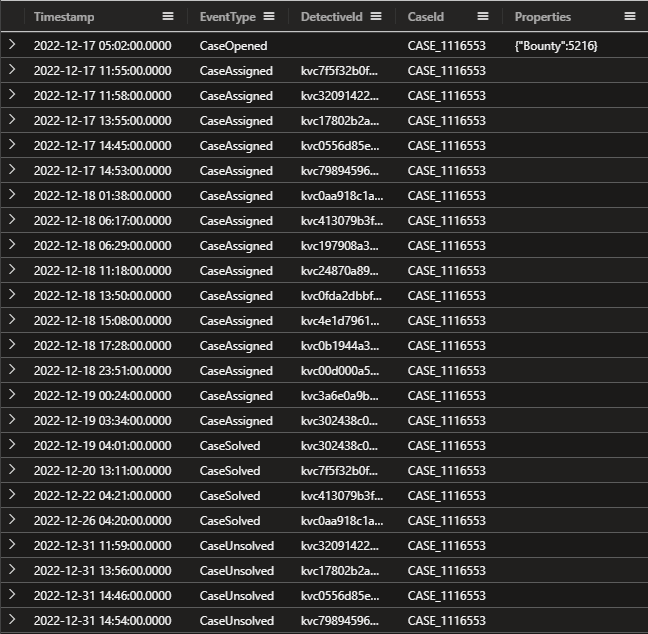 Timestamp EventType DetectiveId CaseId Properties
2022-12-17 05:02:00.0000 CaseOpened CASE_1116553 {"Bounty":5216}
2022-12-17 11:55:00.0000 CaseAssigned kvc7f5f32b0f... CASE_1116553
2022-12-17 11:58:00.0000 CaseAssigned kvc32091422... CASE_1116553
2022-12-17 13:55:00.0000 CaseAssigned kvc17802b2a... CASE_1116553
2022-12-17 14:45:00.0000 CaseAssigned kvc0556d85e... CASE_1116553
2022-12-17 14:53:00.0000 CaseAssigned kvc79894596... CASE_1116553
2022-12-18 01:38:00.0000 CaseAssigned kvc0aa918c1a... CASE_1116553
2022-12-18 06:17:00.0000 CaseAssigned kvc413079b3f... CASE_1116553
2022-12-18 06:29:00.0000 CaseAssigned kvc197908a3... CASE_1116553
2022-12-18 11:18:00.0000 CaseAssigned kvc24870a89... CASE_1116553
2022-12-18 13:50:00.0000 CaseAssigned kvc0fda2dbbf... CASE_1116553
2022-12-18 15:08:00.0000 CaseAssigned kvc4e1d7961... CASE_1116553
2022-12-18 17:28:00.0000 CaseAssigned kvc0b1944a3... CASE_1116553
2022-12-18 23:51:00.0000 CaseAssigned kvc00d000a5... CASE_1116553
2022-12-19 00:24:00.0000 CaseAssigned kvc3a6e0a9b... CASE_1116553
2022-12-19 03:34:00.0000 CaseAssigned kvc302438c0... CASE_1116553
2022-12-19 04:01:00.0000 CaseSolved kvc302438c0... CASE_1116553
2022-12-20 13:11:00.0000 CaseSolved kvc7f5f32b0f... CASE_1116553
2022-12-22 04:21:00.0000 CaseSolved kvc413079b3f... CASE_1116553
2022-12-26 04:20:00.0000 CaseSolved kvc0aa918c1a... CASE_1116553
2022-12-31 11:59:00.0000 CaseUnsolved kvc32091422... CASE_1116553
2022-12-31 13:56:00.0000 CaseUnsolved kvc17802b2a... CASE_1116553
2022-12-31 14:46:00.0000 CaseUnsolved kvc0556d85e... CASE_1116553
2022-12-31 14:54:00.0000 CaseUnsolved kvc79894596... CASE_1116553